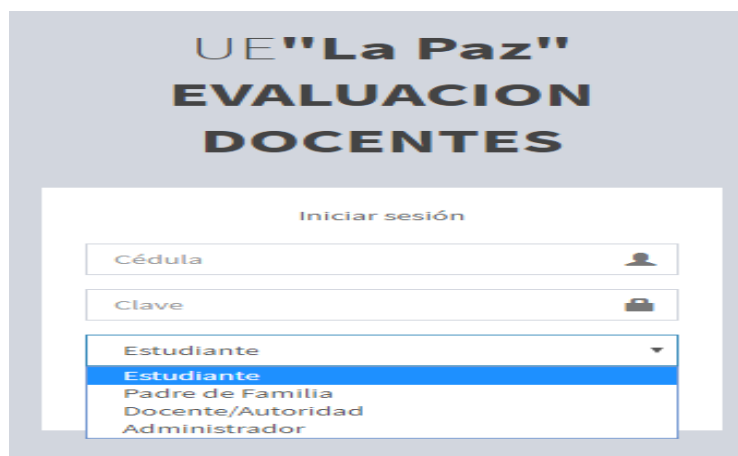 UE"La Paz"
EVALUACION
DOCENTES
Iniciar sesión
Cédula
Clave
Estudiante
Estudiante
Padre de Familia
Docente/Autoridad
Administrador